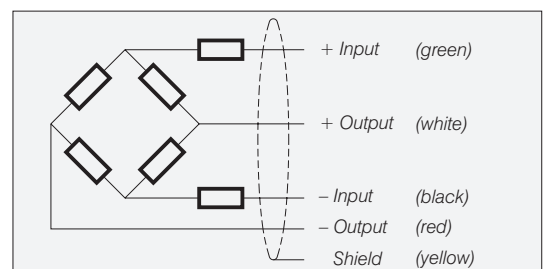 + Input (green)
+ Output (white)
– Input (black)
– Output (red)
Shield (yellow)